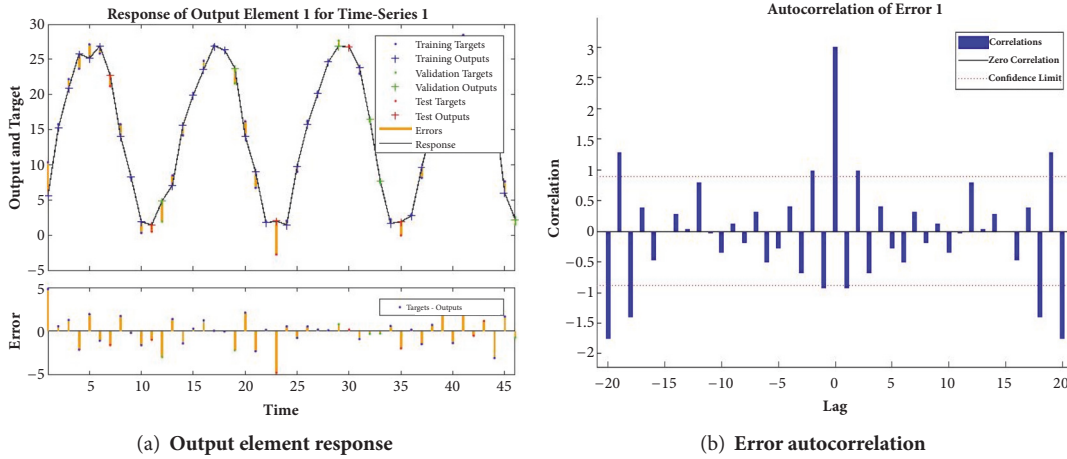 Response of Output Element 1 for Time-Series 1
Output and Target
30
25
20
15
10
5
0
−5
Training Targets
Training Outputs
Validation Targets
Validation Outputs
Test Targets
Test Outputs
Errors
Response
Error
5
0
−5
Targets - Outputs
5 10 15 20 25 30 35 40 45
Time
(a) Output element response
Autocorrelation of Error 1
Correlation
3
2.5
2
1.5
1
0.5
0
−0.5
−1
−1.5
−2
Correlations
Zero Correlation
Confidence Limit
−20 −15 −10 −5 0 5 10 15 20
Lag
(b) Error autocorrelation